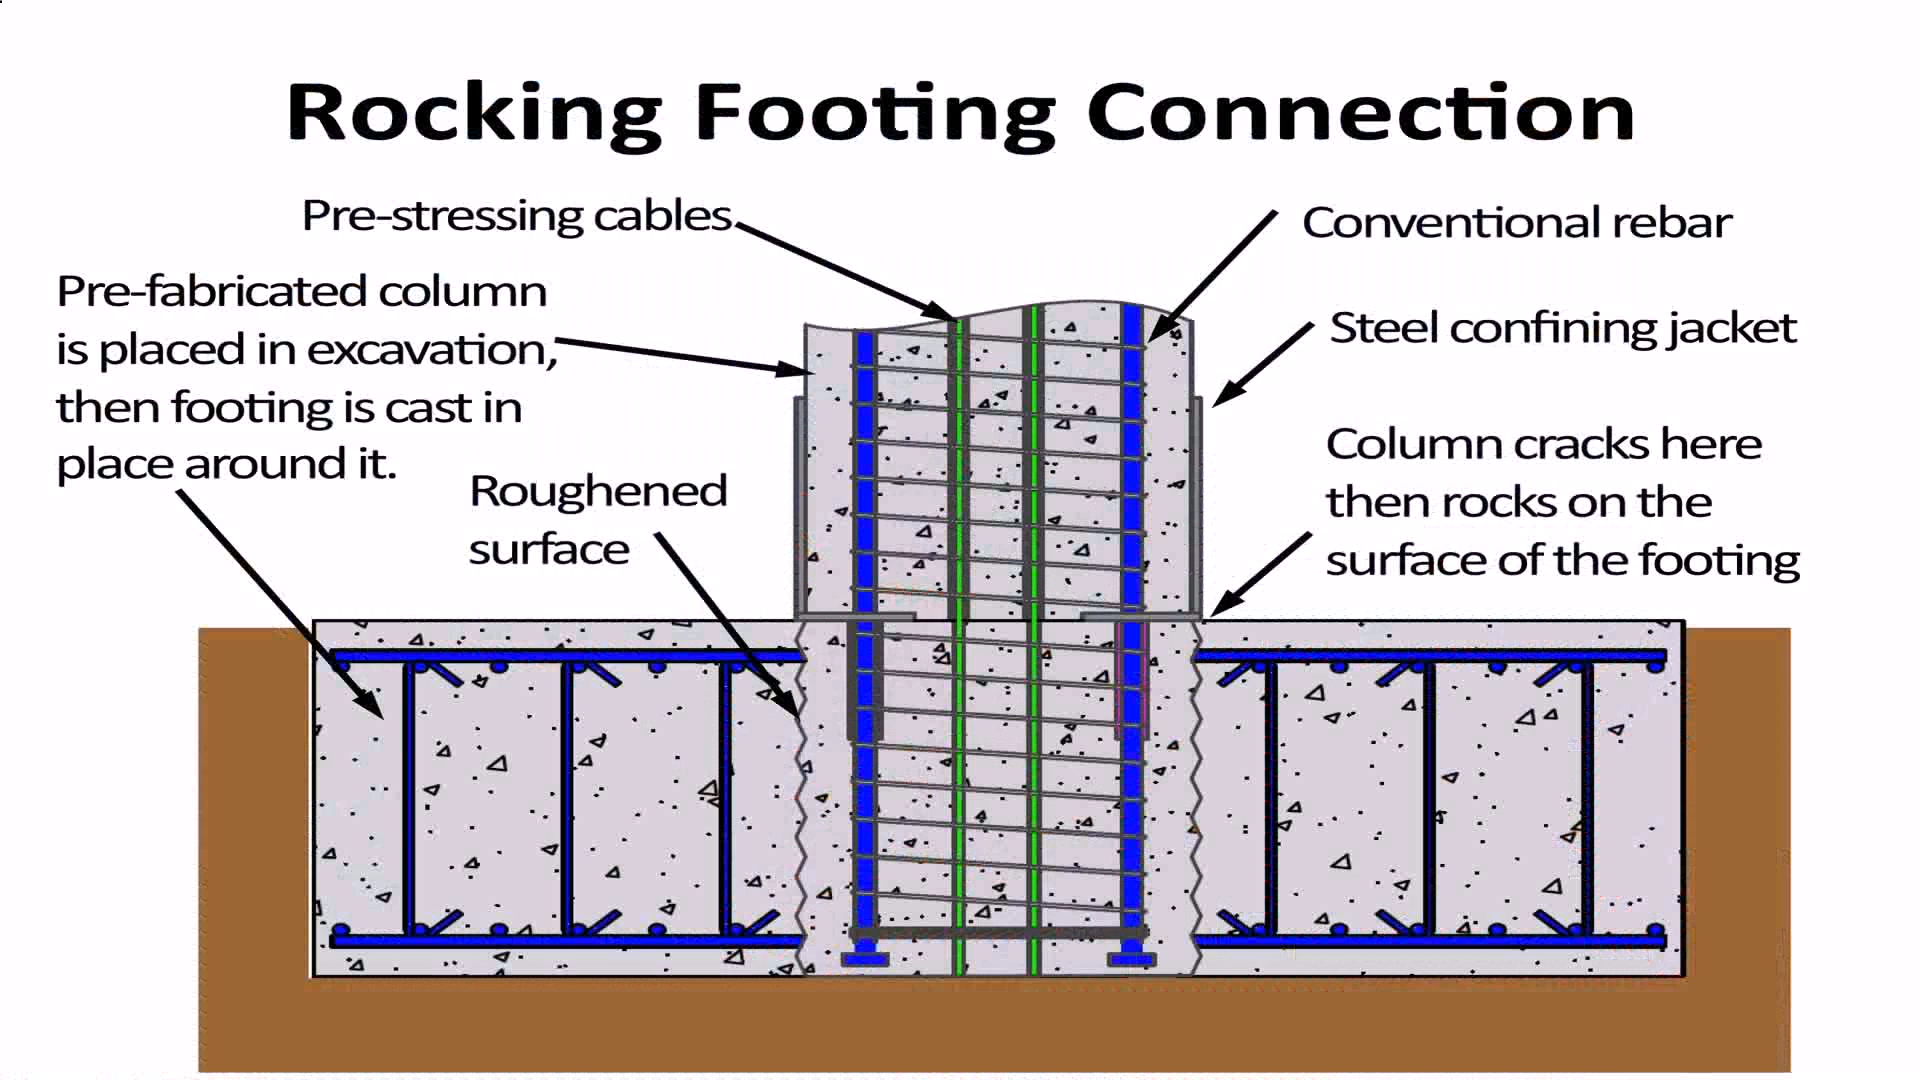 Rocking Footing Connection
Pre-stressing cables
Conventional rebar
Pre-fabricated column
is placed in excavation,
then footing is cast in
place around it.
Steel confining jacket
Roughened
surface
Column cracks here
then rocks on the
surface of the footing